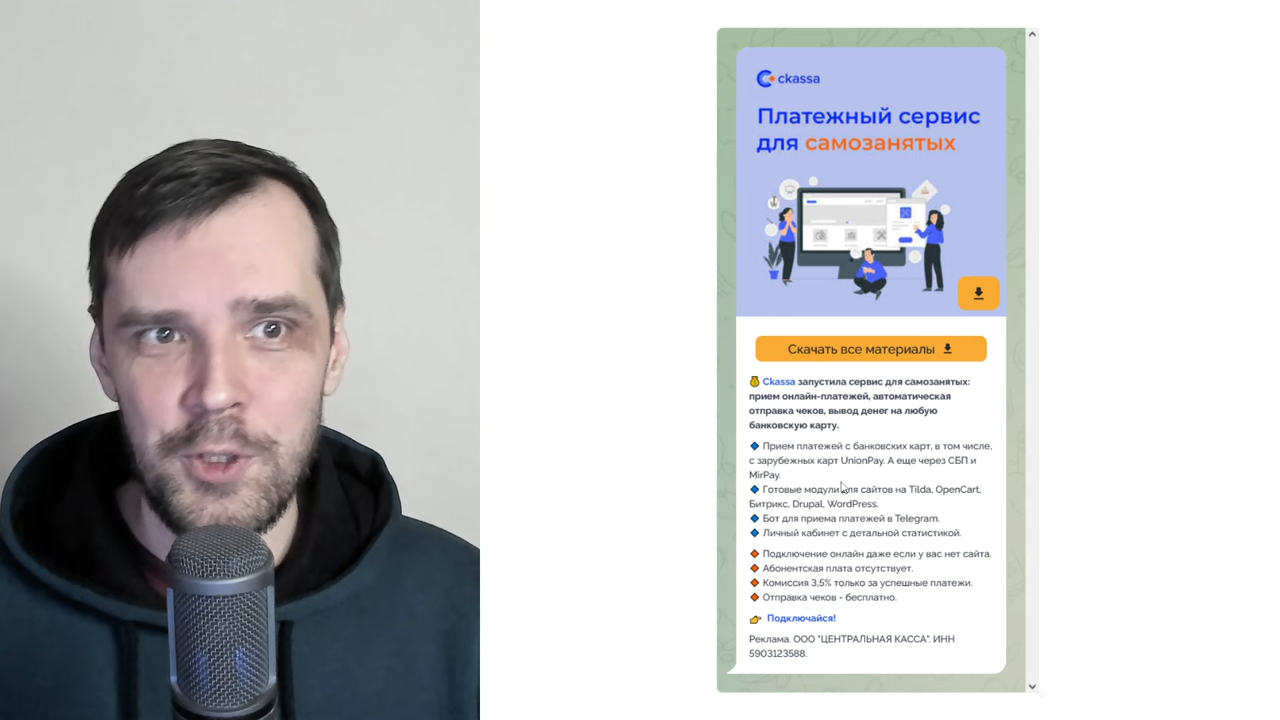 ckassa
Платежный сервис
для самозанятых
Скачать все материалы
Ckassa запустила сервис для самозанятых:
прием онлайн-платежей, автоматическая
отправка чеков, вывод денег на любую
банковскую карту.
Прием платежей с банковских карт, в том числе,
с зарубежных карт UnionPay. А еще через СБП и
MirPay.
Готовые модули для сайтов на Tilda, OpenCart,
Битрикс, Drupal, WordPress.
Бот для приема платежей в Telegram.
Личный кабинет с детальной статистикой.
Подключение онлайн даже если у вас нет сайта.
Абонентская плата отсутствует.
Комиссия 3,5% только за успешные платежи.
Отправка чеков - бесплатно.
Подключайся!
Реклама. ООО "ЦЕНТРАЛЬНАЯ КАССА". ИНН
5903123588.